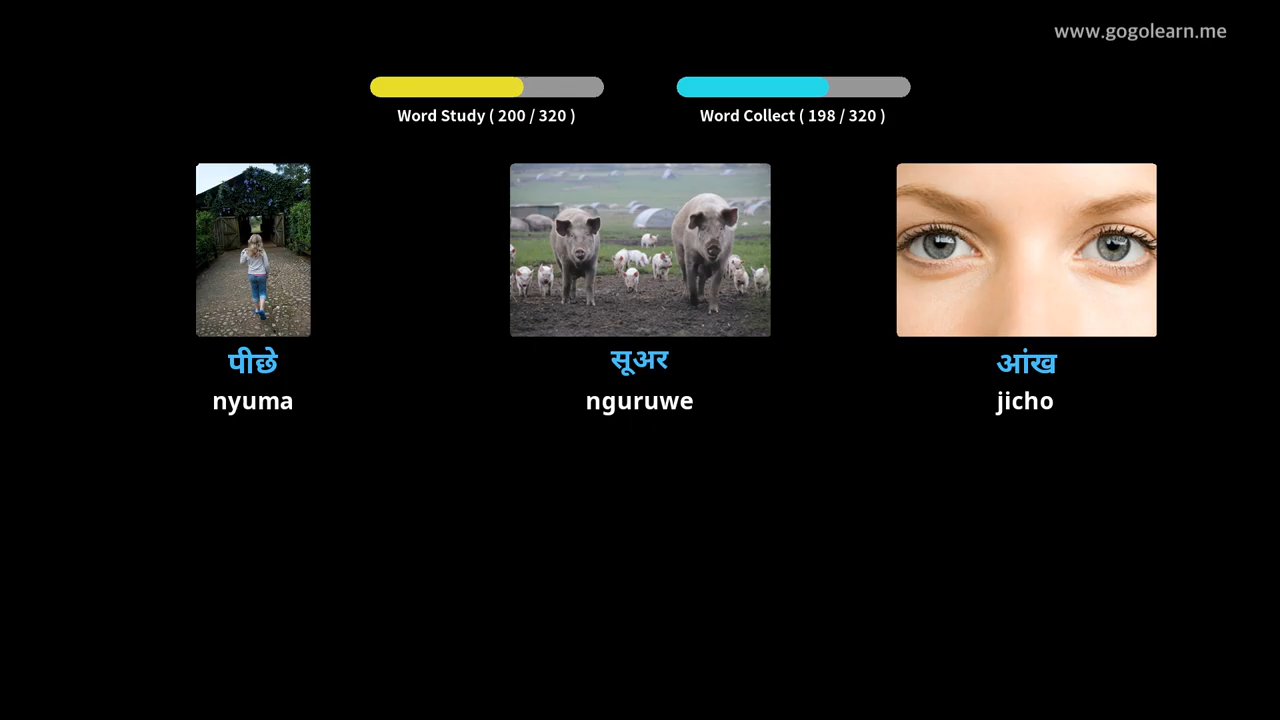 www.gogolearn.me
Word Study ( 200 / 320 )
Word Collect ( 198 / 320 )
पीछे
nyuma
सूअर
nguruwe
आंख
jicho